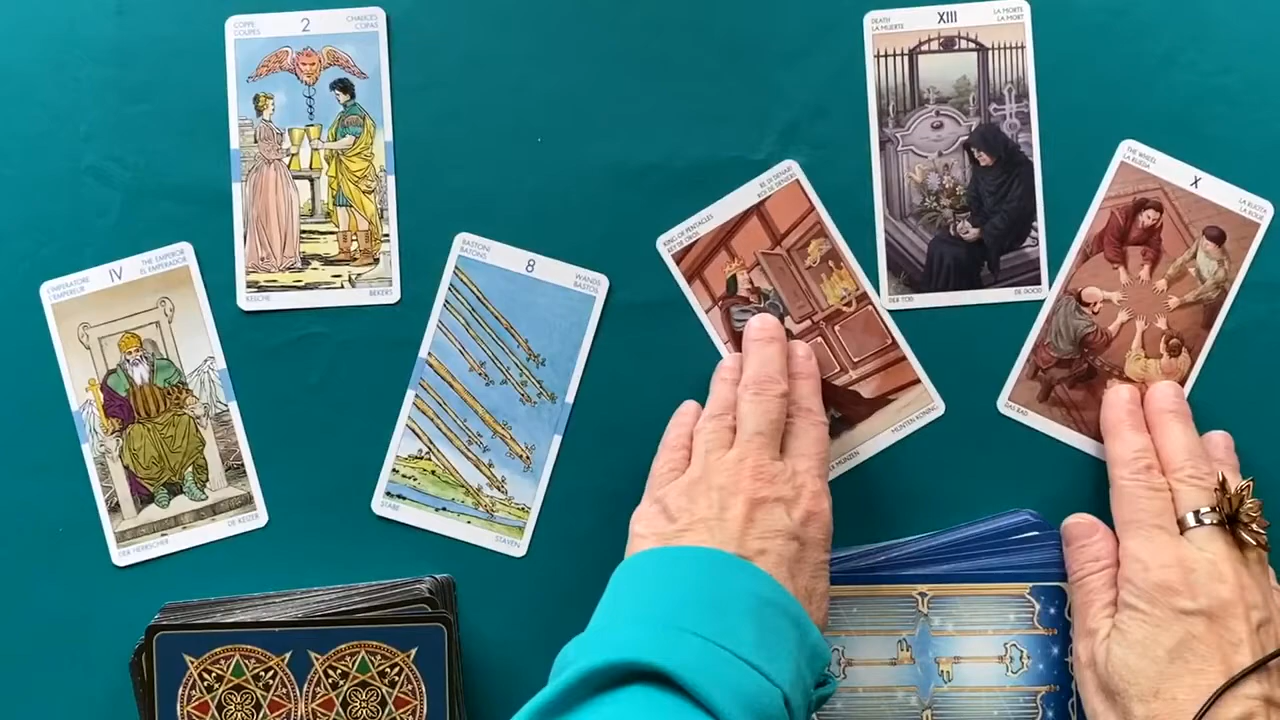 COPPE
COUPES
2
CHALICES
COPAS
KELCHE
BEKERS
L'IMPERATORE
L'EMPEREUR
IV
THE EMPEROR
EL EMPERADOR
DER HERRSCHER
DE KEIZER
BASTONI
BATONS
8
WANDS
BASTOS
STABE
STAVEN
KING OF PENTACLES
REY DE OROS
RE DI DENARI
ROI DE DENIERS
MUNZEN
MUNTEN KONING
DEATH
LA MUERTE
XIII
LA MORTE
LA MORT
DER TOD
DE DOOD
THE WHEEL
LA RUEDA
X
LA RUOTA
LA ROUE
DAS RAD